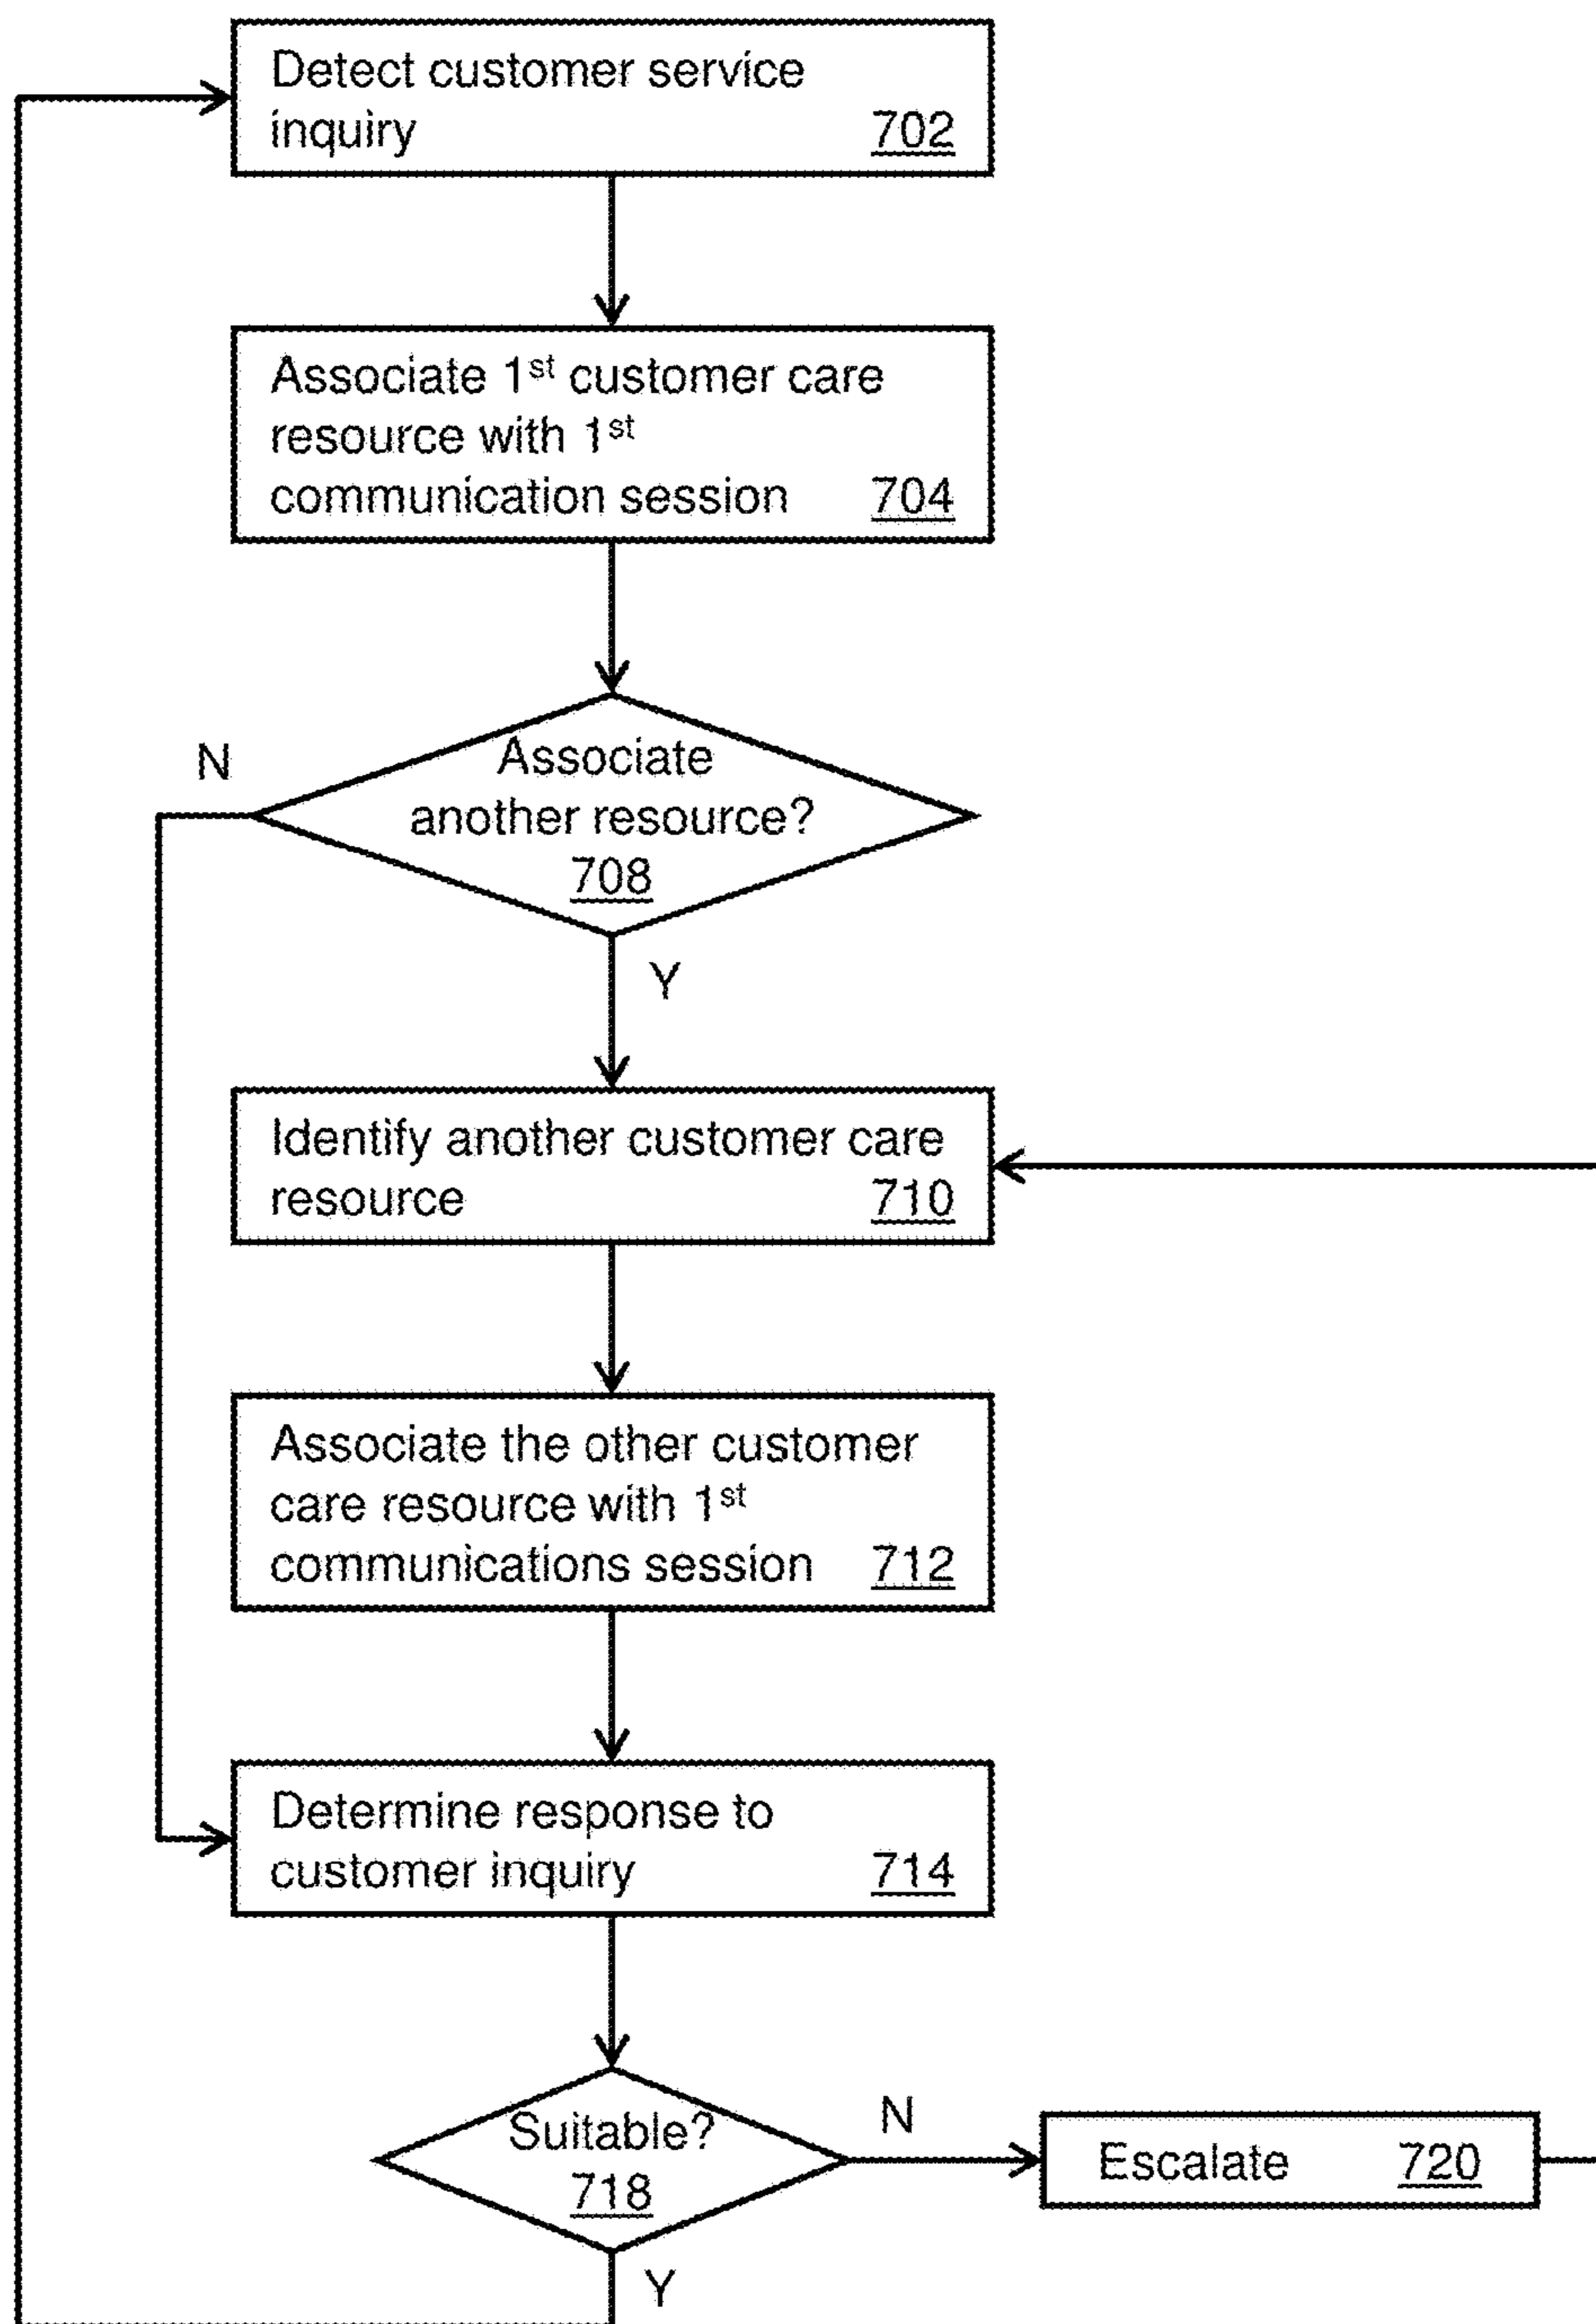 Detect customer service
inquiry 702
Associate 1st customer care
resource with 1st
communication session 704
N
Associate
another resource?
708
Y
Identify another customer care
resource 710
Associate the other customer
care resource with 1st
communications session 712
Determine response to
customer inquiry 714
Suitable?
718
N
Escalate 720
Y